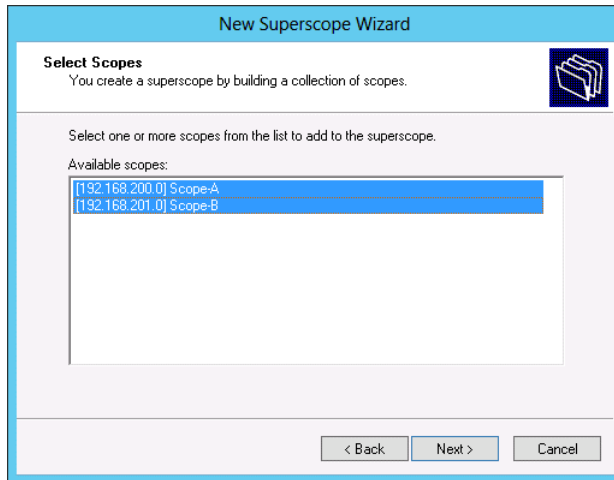 New Superscope Wizard
Select Scopes
You create a superscope by building a collection of scopes.
Select one or more scopes from the list to add to the superscope.
Available scopes:
[192.168.200.0] Scope-A
[192.168.201.0] Scope-B
< Back
Next >
Cancel